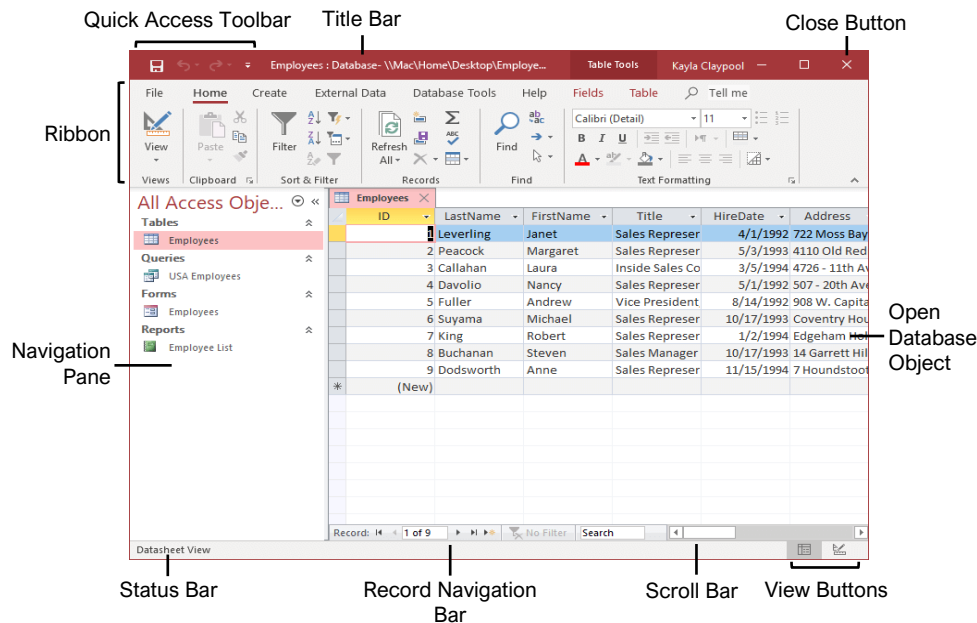 Quick Access Toolbar
Title Bar
Close Button
Employees : Database- \\Mac\Home\Desktop\Employe...
Table Tools
Kayla Claypool
File Home Create External Data Database Tools Help Fields Table Tell me
Ribbon
View
Paste
Filter
Refresh All
ABC
Find
ab ac
Calibri (Detail) 11
B I U
A aby
Views Clipboard Sort & Filter Records Find Text Formatting
All Access Obje...
Tables
Employees
Queries
USA Employees
Forms
Employees
Reports
Employee List
Employees
ID LastName FirstName Title HireDate Address
1 Leverling Janet Sales Represer 4/1/1992 722 Moss Bay
2 Peacock Margaret Sales Represer 5/3/1993 4110 Old Red
3 Callahan Laura Inside Sales Co 3/5/1994 4726 - 11th Av
4 Davolio Nancy Sales Represer 5/1/1992 507 - 20th Ave
5 Fuller Andrew Vice President 8/14/1992 908 W. Capita
6 Suyama Michael Sales Represer 10/17/1993 Coventry Hou
7 King Robert Sales Represer 1/2/1994 Edgeham Hol
8 Buchanan Steven Sales Manager 10/17/1993 14 Garrett Hil
9 Dodsworth Anne Sales Represer 11/15/1994 7 Houndstoot
(New)
Navigation
Pane
Open
Database
Object
Record: 1 of 9 No Filter Search
Datasheet View
Status Bar
Record Navigation
Bar
Scroll Bar
View Buttons